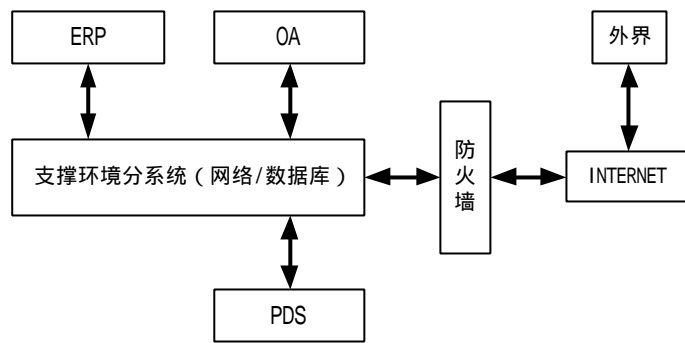 ERP
OA
外界
支撑环境分系统（网络/数据库）
防
火
墙
INTERNET
PDS